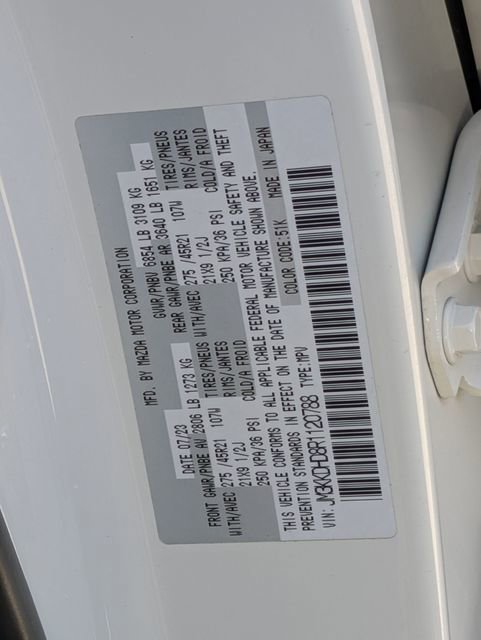 MFD. BY MAZDA MOTOR CORPORATION
DATE 07/23 GVWR/PNBV 6854 LB 3109 KG
FRONT GAWR/PNBE AV 2806 LB 1273 KG REAR GAWR/PNBE AR 3640 LB 1651 KG
WITH/AVEC 275 /45R21 107W TIRES/PNEUS WITH/AVEC 275 /45R21 107W TIRES/PNEUS
21X9 1/2J RIMS/JANTES 21X9 1/2J RIMS/JANTES
250 KPA/36 PSI COLD/A FROID 250 KPA/36 PSI COLD/A FROID
THIS VEHICLE CONFORMS TO ALL APPLICABLE FEDERAL MOTOR VEHICLE SAFETY AND THEFT
PREVENTION STANDARDS IN EFFECT ON THE DATE OF MANUFACTURE SHOWN ABOVE.
VIN: JM3KKDHD8R1120788 TYPE:MPV COLOR CODE:51K MADE IN JAPAN